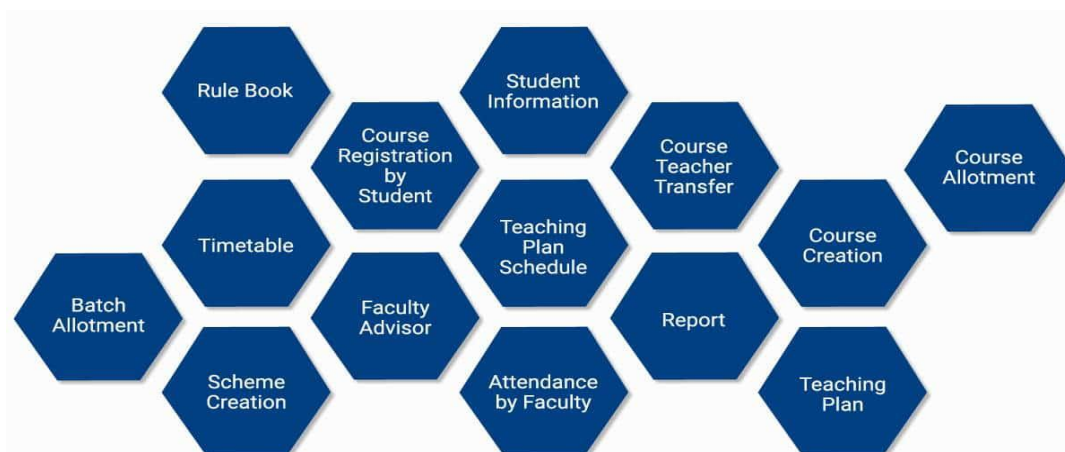 Rule Book
Student
Information
Course
Registration
by
Student
Course
Teacher
Transfer
Course
Allotment
Timetable
Teaching
Plan
Schedule
Course
Creation
Batch
Allotment
Faculty
Advisor
Report
Scheme
Creation
Attendance
by Faculty
Teaching
Plan